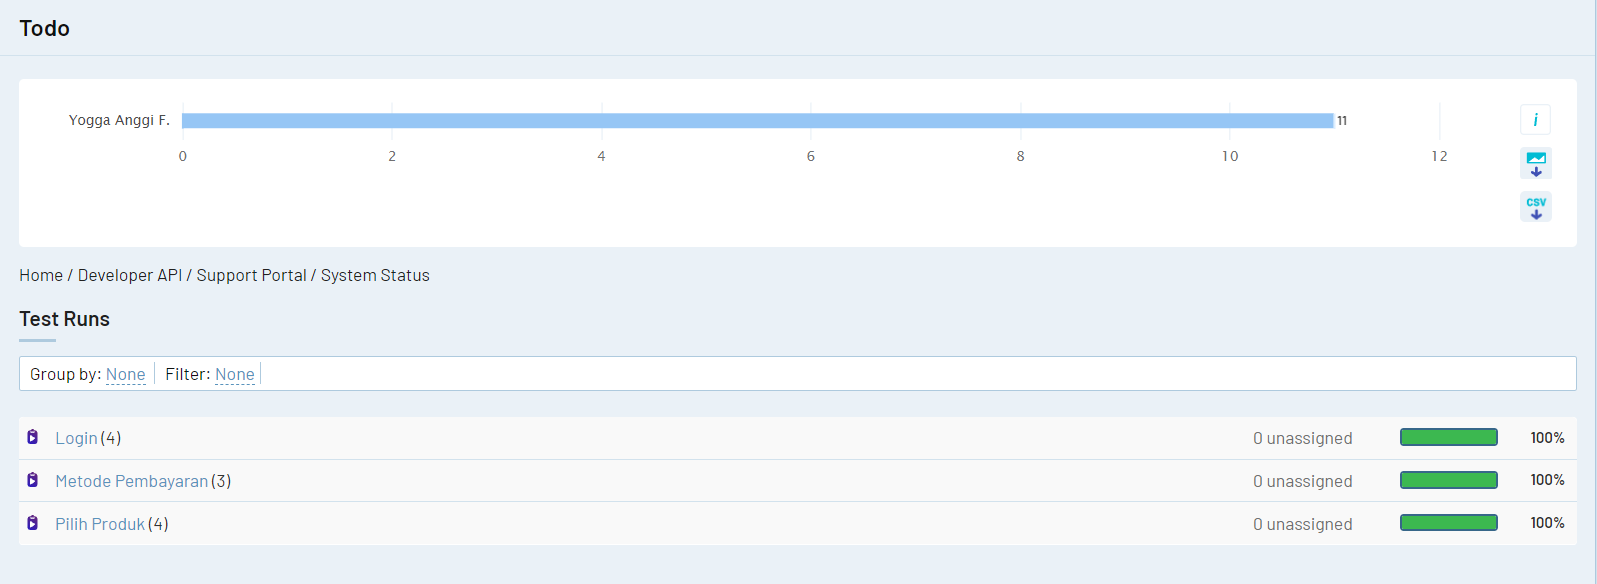 Todo
Yogga Anggi F. 11
0 2 4 6 8 10 12
i
CSV
Home / Developer API / Support Portal / System Status
Test Runs
Group by: None Filter: None
Login (4) 0 unassigned 100%
Metode Pembayaran (3) 0 unassigned 100%
Pilih Produk (4) 0 unassigned 100%